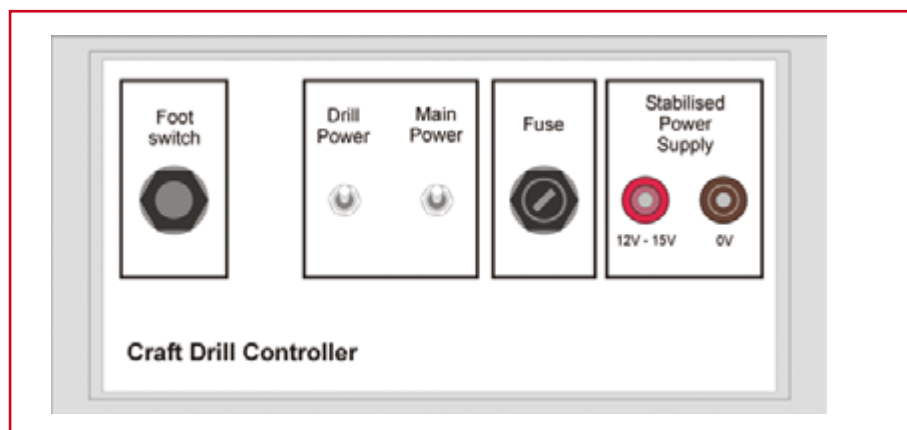 Foot
switch
Drill
Power
Main
Power
Fuse
Stabilised
Power
Supply
12V - 15V
0V
Craft Drill Controller